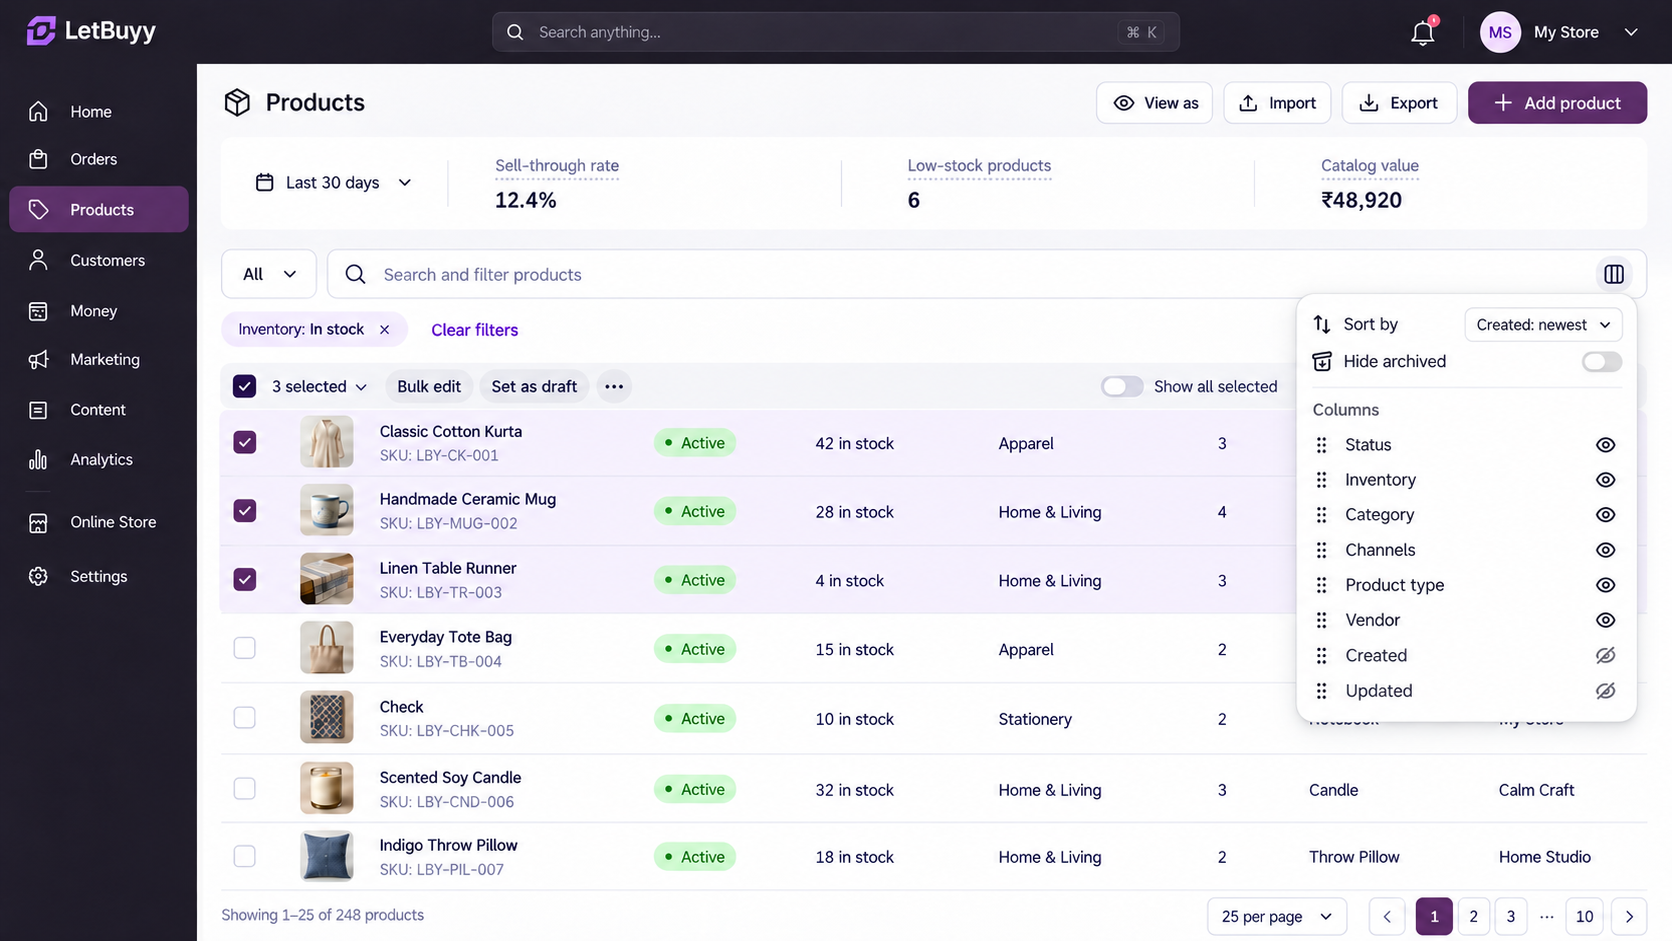 LetBuyy
Search anything...
⌘ K
MS
My Store
Home
Orders
Products
Customers
Money
Marketing
Content
Analytics
Online Store
Settings
Products
View as
Import
Export
+ Add product
Last 30 days
Sell-through rate
12.4%
Low-stock products
6
Catalog value
₹48,920
All
Search and filter products
Inventory: In stock ×
Clear filters
3 selected
Bulk edit
Set as draft
•••
Show all selected
Sort by
Created: newest
Hide archived
Columns
Status
Inventory
Category
Channels
Product type
Vendor
Created
Updated
Classic Cotton Kurta
SKU: LBY-CK-001
Active
42 in stock
Apparel
3
Handmade Ceramic Mug
SKU: LBY-MUG-002
Active
28 in stock
Home & Living
4
Linen Table Runner
SKU: LBY-TR-003
Active
4 in stock
Home & Living
3
Everyday Tote Bag
SKU: LBY-TB-004
Active
15 in stock
Apparel
2
Check
SKU: LBY-CHK-005
Active
10 in stock
Stationery
2
Notebook
My Store
Scented Soy Candle
SKU: LBY-CND-006
Active
32 in stock
Home & Living
3
Candle
Calm Craft
Indigo Throw Pillow
SKU: LBY-PIL-007
Active
18 in stock
Home & Living
2
Throw Pillow
Home Studio
Showing 1–25 of 248 products
25 per page
1
2
3
···
10